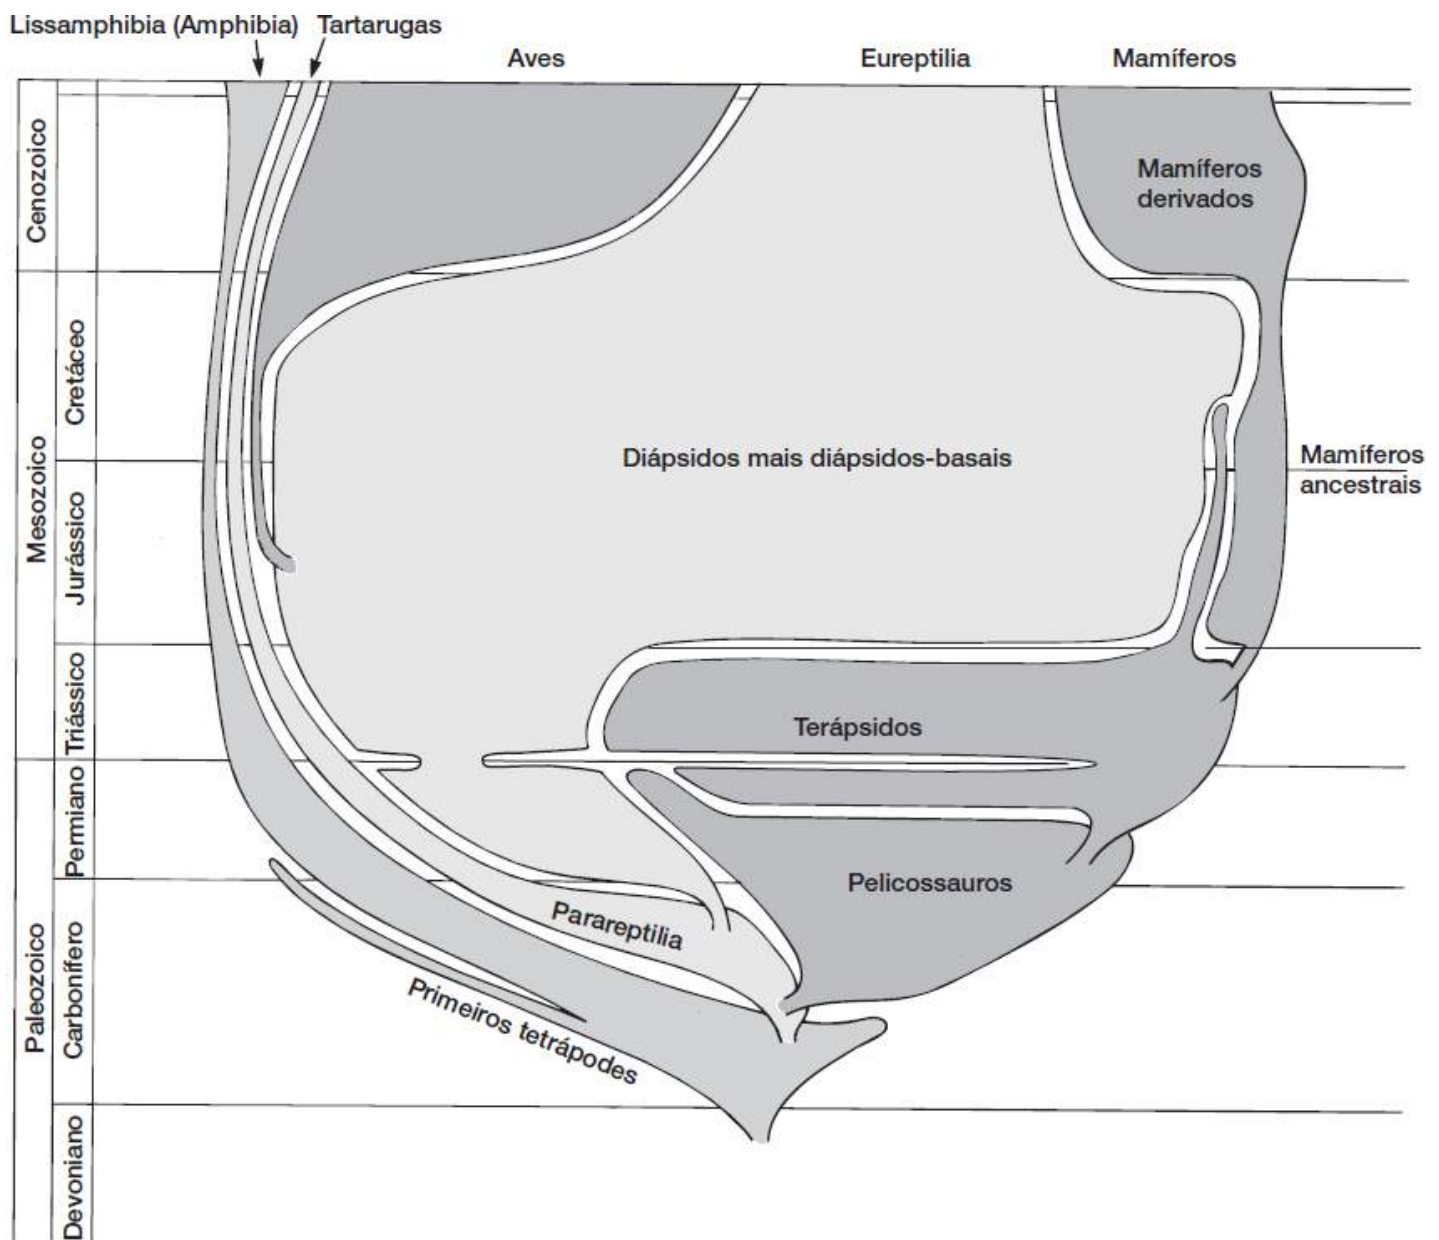 Lissamphibia (Amphibia) Tartarugas
Aves Eureptilia Mamíferos
Cenozoico
Mamíferos
derivados
Mesozoico
Cretáceo
Diápsidos mais diápsidos-basais
Mamíferos
ancestrais
Jurássico
Triássico
Terápsidos
Paleozoico
Permiano
Pelicossauros
Carbonífero
Parareptilia
Primeiros tetrápodes
Devoniano